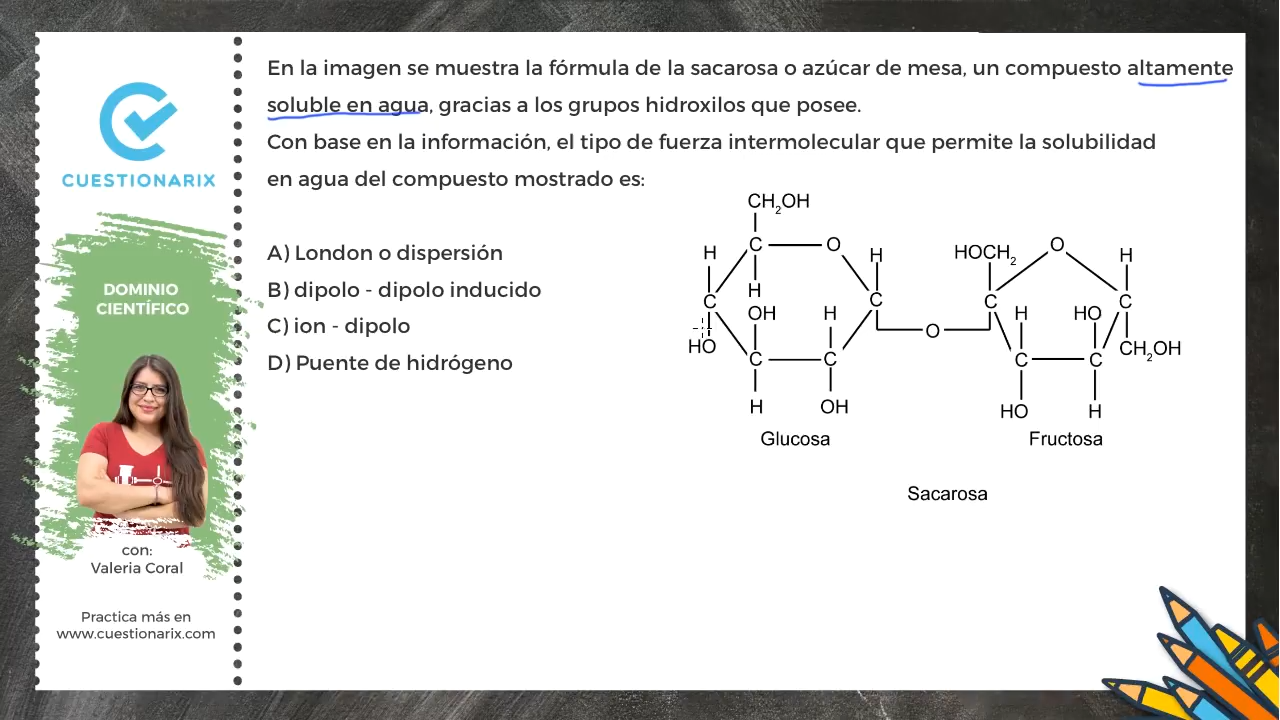 En la imagen se muestra la fórmula de la sacarosa o azúcar de mesa, un compuesto altamente
soluble en agua, gracias a los grupos hidroxilos que posee.
Con base en la información, el tipo de fuerza intermolecular que permite la solubilidad
en agua del compuesto mostrado es:
A) London o dispersión
B) dipolo - dipolo inducido
C) ion - dipolo
D) Puente de hidrógeno
CUESTIONARIX
DOMINIO
CIENTÍFICO
con:
Valeria Coral
Practica más en
www.cuestionarix.com
CH₂OH
H C O H HOCH₂ O H
H
C C C C
OH H H HO
HO O CH₂OH
C C C C
H OH HO H
Glucosa Fructosa
Sacarosa